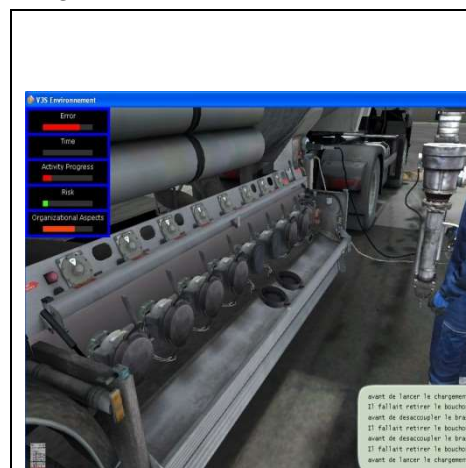 V3S Environnement
Error
Time
Activity Progress
Risk
Organizational Aspects
avant de lancer le chargemen
Il fallait retirer le boucho
avant de desaccoupler le bra
Il fallait retirer le boucho
avant de desaccoupler le bra
Il fallait retirer le boucho
avant de lancer le chargemen